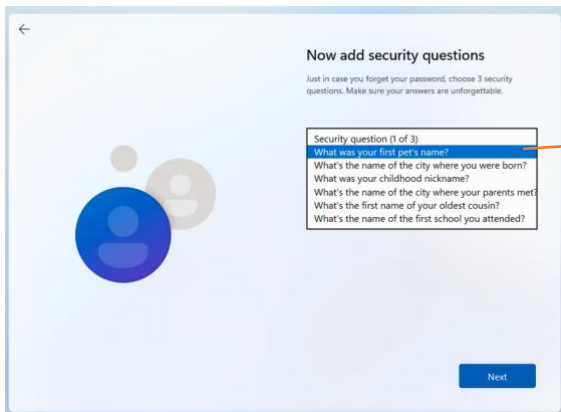 Now add security questions
Just in case you forget your password, choose 3 security
questions. Make sure your answers are unforgettable.
Security question (1 of 3)
What was your first pet's name?
What's the name of the city where you were born?
What was your childhood nickname?
What's the name of the city where your parents met?
What's the first name of your oldest cousin?
What's the name of the first school you attended?
Next